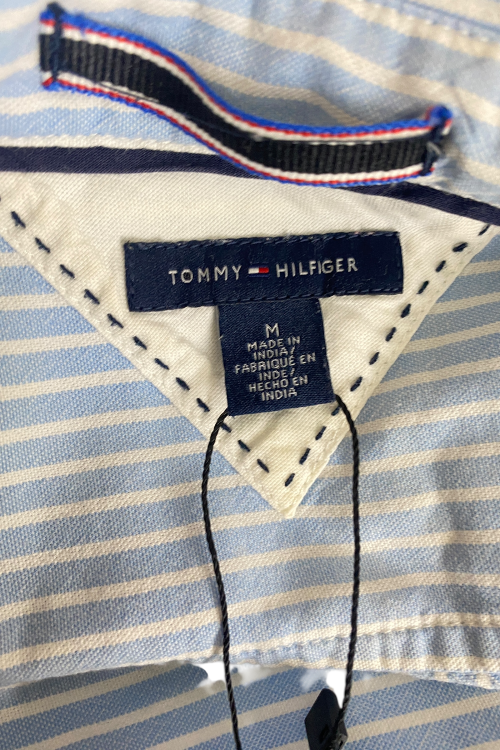 TOMMY HILFIGER
M
MADE IN
INDIA/
FABRIQUÉ EN
INDE/
HECHO EN
INDIA